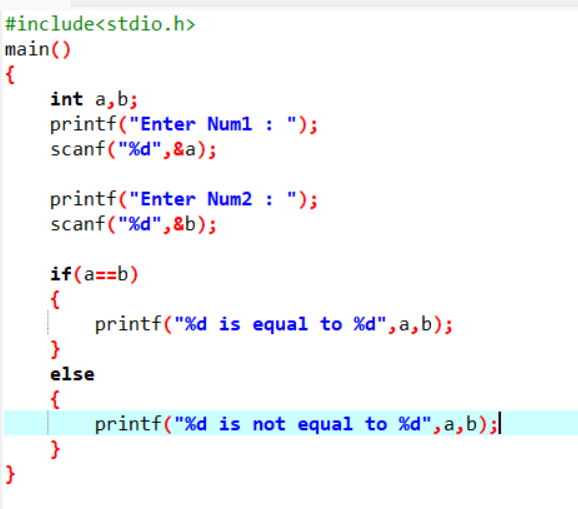 #include<stdio.h>
main()
{
    int a,b;
    printf("Enter Num1 : ");
    scanf("%d",&a);

    printf("Enter Num2 : ");
    scanf("%d",&b);

    if(a==b)
    {
        printf("%d is equal to %d",a,b);
    }
    else
    {
        printf("%d is not equal to %d",a,b);
    }
}